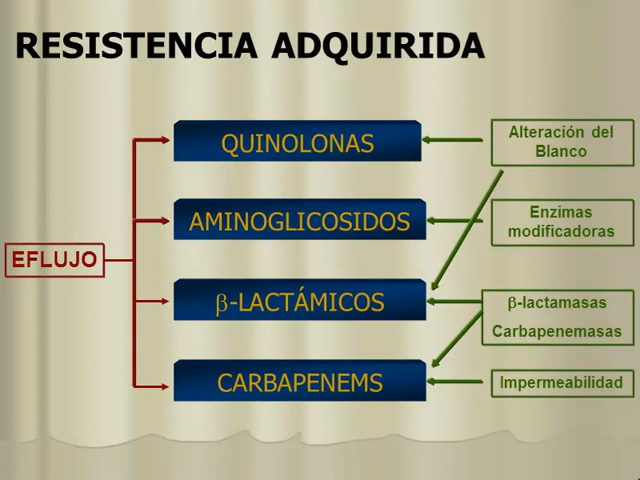 RESISTENCIA ADQUIRIDA
QUINOLONAS
Alteración del
Blanco
AMINOGLICOSIDOS
Enzimas
modificadoras
EFLUJO
β-LACTÁMICOS
β-lactamasas
Carbapenemasas
CARBAPENEMS
Impermeabilidad